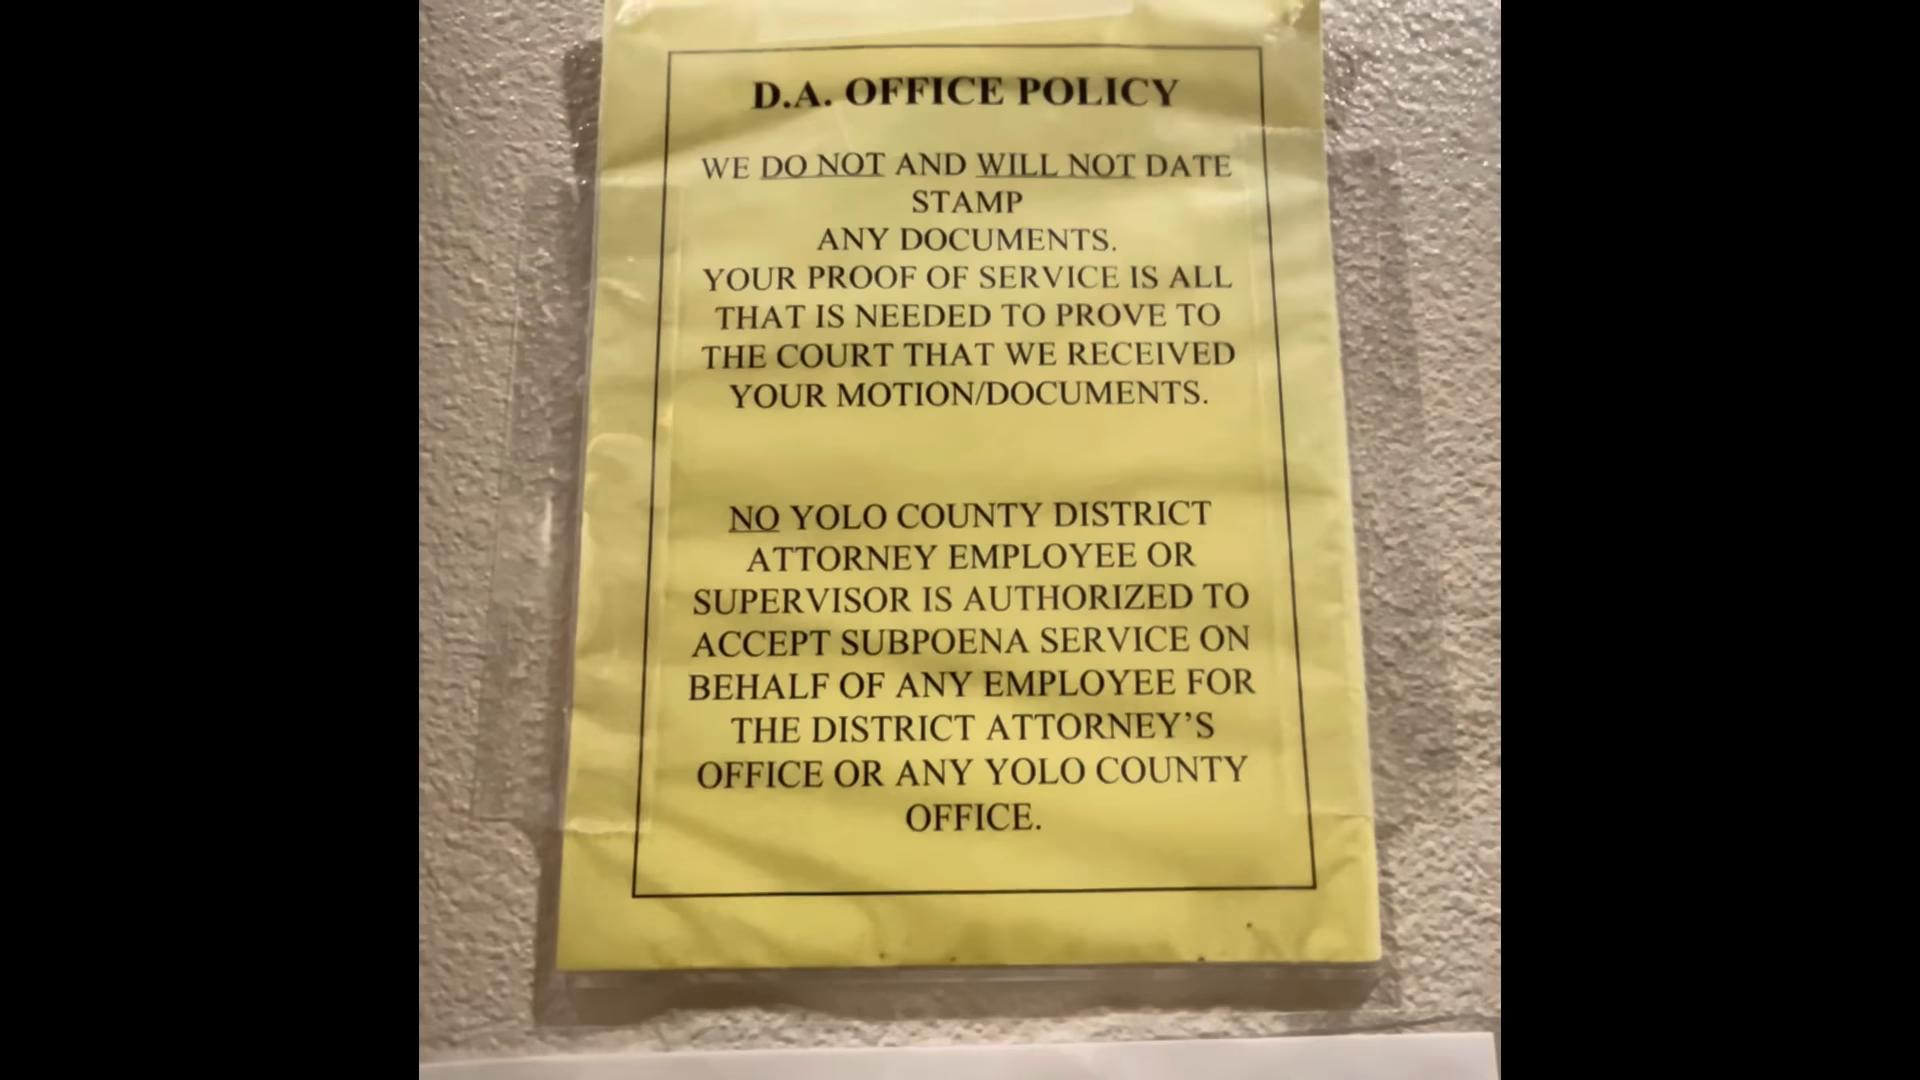 D.A. OFFICE POLICY
WE DO NOT AND WILL NOT DATE
STAMP
ANY DOCUMENTS.
YOUR PROOF OF SERVICE IS ALL
THAT IS NEEDED TO PROVE TO
THE COURT THAT WE RECEIVED
YOUR MOTION/DOCUMENTS.
NO YOLO COUNTY DISTRICT
ATTORNEY EMPLOYEE OR
SUPERVISOR IS AUTHORIZED TO
ACCEPT SUBPOENA SERVICE ON
BEHALF OF ANY EMPLOYEE FOR
THE DISTRICT ATTORNEY’S
OFFICE OR ANY YOLO COUNTY
OFFICE.